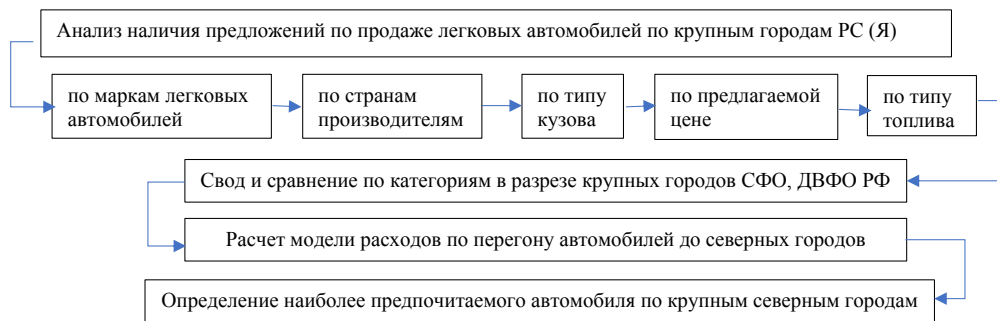 Анализ наличия предложений по продаже легковых автомобилей по крупным городам РС (Я)
по маркам легковых
автомобилей
по странам
производителям
по типу
кузова
по предлагаемой
цене
по типу
топлива
Свод и сравнение по категориям в разрезе крупных городов СФО, ДВФО РФ
Расчет модели расходов по перегону автомобилей до северных городов
Определение наиболее предпочитаемого автомобиля по крупным северным городам